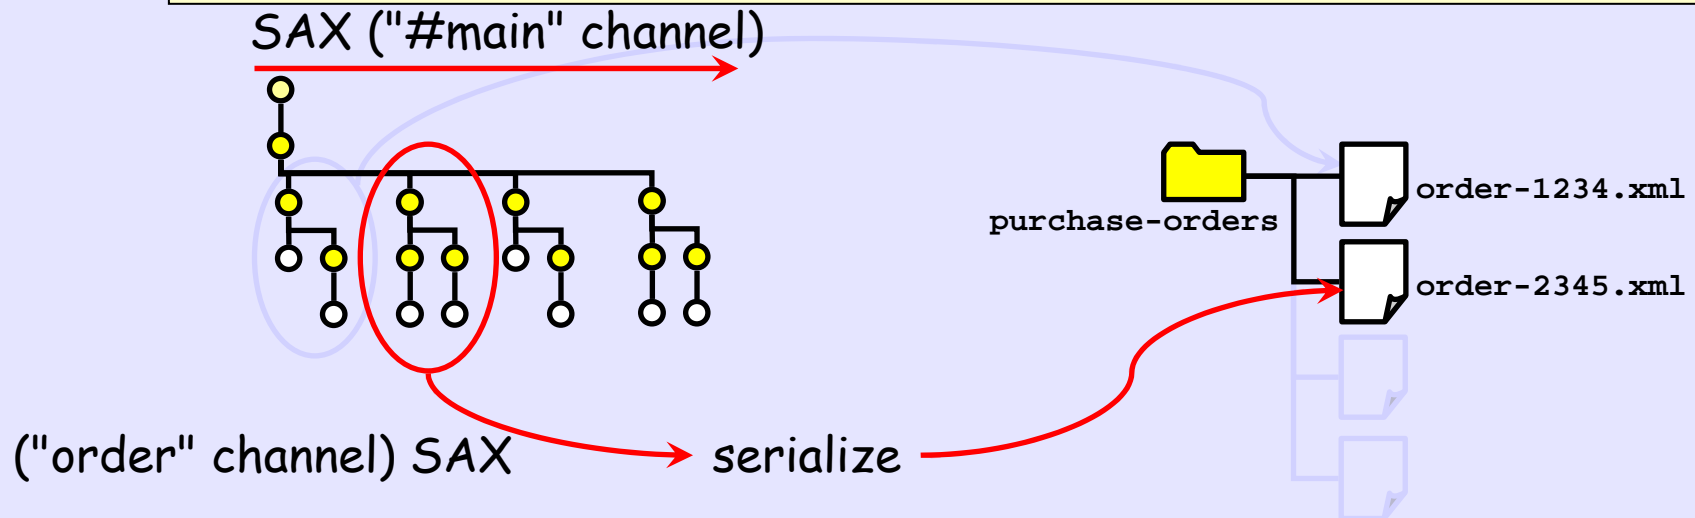 SAX ("#main" channel)
order-1234.xml
purchase-orders
order-2345.xml
("order" channel) SAX
serialize